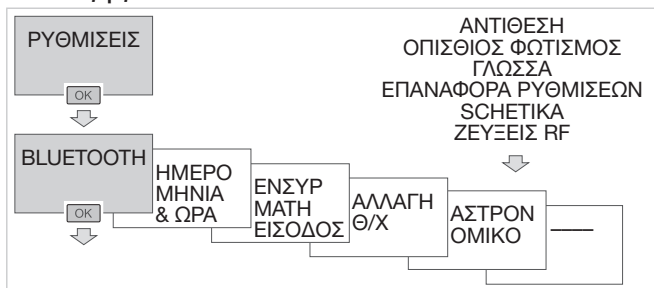 ΡΥΘΜΙΣΕΙΣ
OK
ΑΝΤΙΘΕΣΗ
ΟΠΙΣΘΙΟΣ ΦΩΤΙΣΜΟΣ
ΓΛΩΣΣΑ
ΕΠΑΝΑΦΟΡΑ ΡΥΘΜΙΣΕΩΝ
SCHETIKA
ΖΕΥΞΕΙΣ RF
BLUETOOTH
OK
ΗΜΕΡΟ
ΜΗΝΙΑ
& ΩΡΑ
ΕΝΣΥΡ
ΜΑΤΗ
ΕΙΣΟΔΟΣ
ΑΛΛΑΓΗ
Θ/Χ
ΑΣΤΡΟΝ
ΟΜΙΚΟ